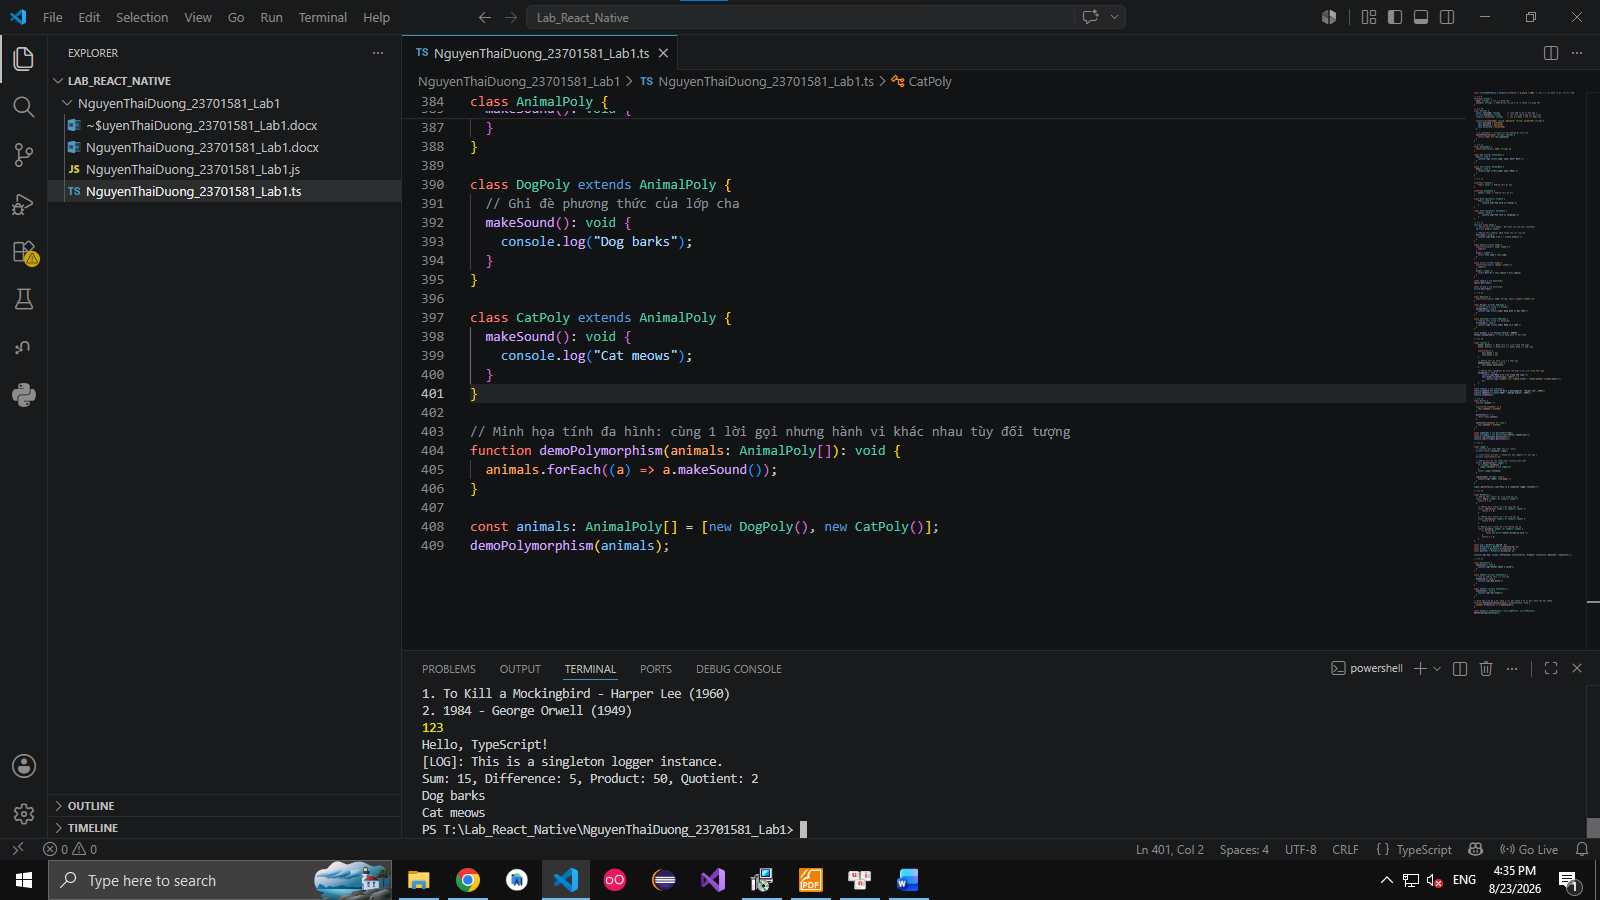 File Edit Selection View Go Run Terminal Help
Lab_React_Native
EXPLORER
LAB_REACT_NATIVE
NguyenThaiDuong_23701581_Lab1
~$uyenThaiDuong_23701581_Lab1.docx
NguyenThaiDuong_23701581_Lab1.docx
JS NguyenThaiDuong_23701581_Lab1.js
TS NguyenThaiDuong_23701581_Lab1.ts
OUTLINE
TIMELINE
TS NguyenThaiDuong_23701581_Lab1.ts
NguyenThaiDuong_23701581_Lab1 > TS NguyenThaiDuong_23701581_Lab1.ts > CatPoly
384 class AnimalPoly {
makeSound(): void {
387 }
388 }
389
390 class DogPoly extends AnimalPoly {
391 // Ghi đè phương thức của lớp cha
392 makeSound(): void {
393 console.log("Dog barks");
394 }
395 }
396
397 class CatPoly extends AnimalPoly {
398 makeSound(): void {
399 console.log("Cat meows");
400 }
401 }
402
403 // Minh họa tính đa hình: cùng 1 lời gọi nhưng hành vi khác nhau tùy đối tượng
404 function demoPolymorphism(animals: AnimalPoly[]): void {
405 animals.forEach((a) => a.makeSound());
406 }
407
408 const animals: AnimalPoly[] = [new DogPoly(), new CatPoly()];
409 demoPolymorphism(animals);
PROBLEMS OUTPUT TERMINAL PORTS DEBUG CONSOLE
powershell
1. To Kill a Mockingbird - Harper Lee (1960)
2. 1984 - George Orwell (1949)
123
Hello, TypeScript!
[LOG]: This is a singleton logger instance.
Sum: 15, Difference: 5, Product: 50, Quotient: 2
Dog barks
Cat meows
PS T:\Lab_React_Native\NguyenThaiDuong_23701581_Lab1>
0 0
Ln 401, Col 2 Spaces: 4 UTF-8 CRLF { } TypeScript Go Live
Type here to search
ENG
4:35 PM
8/23/2026
1